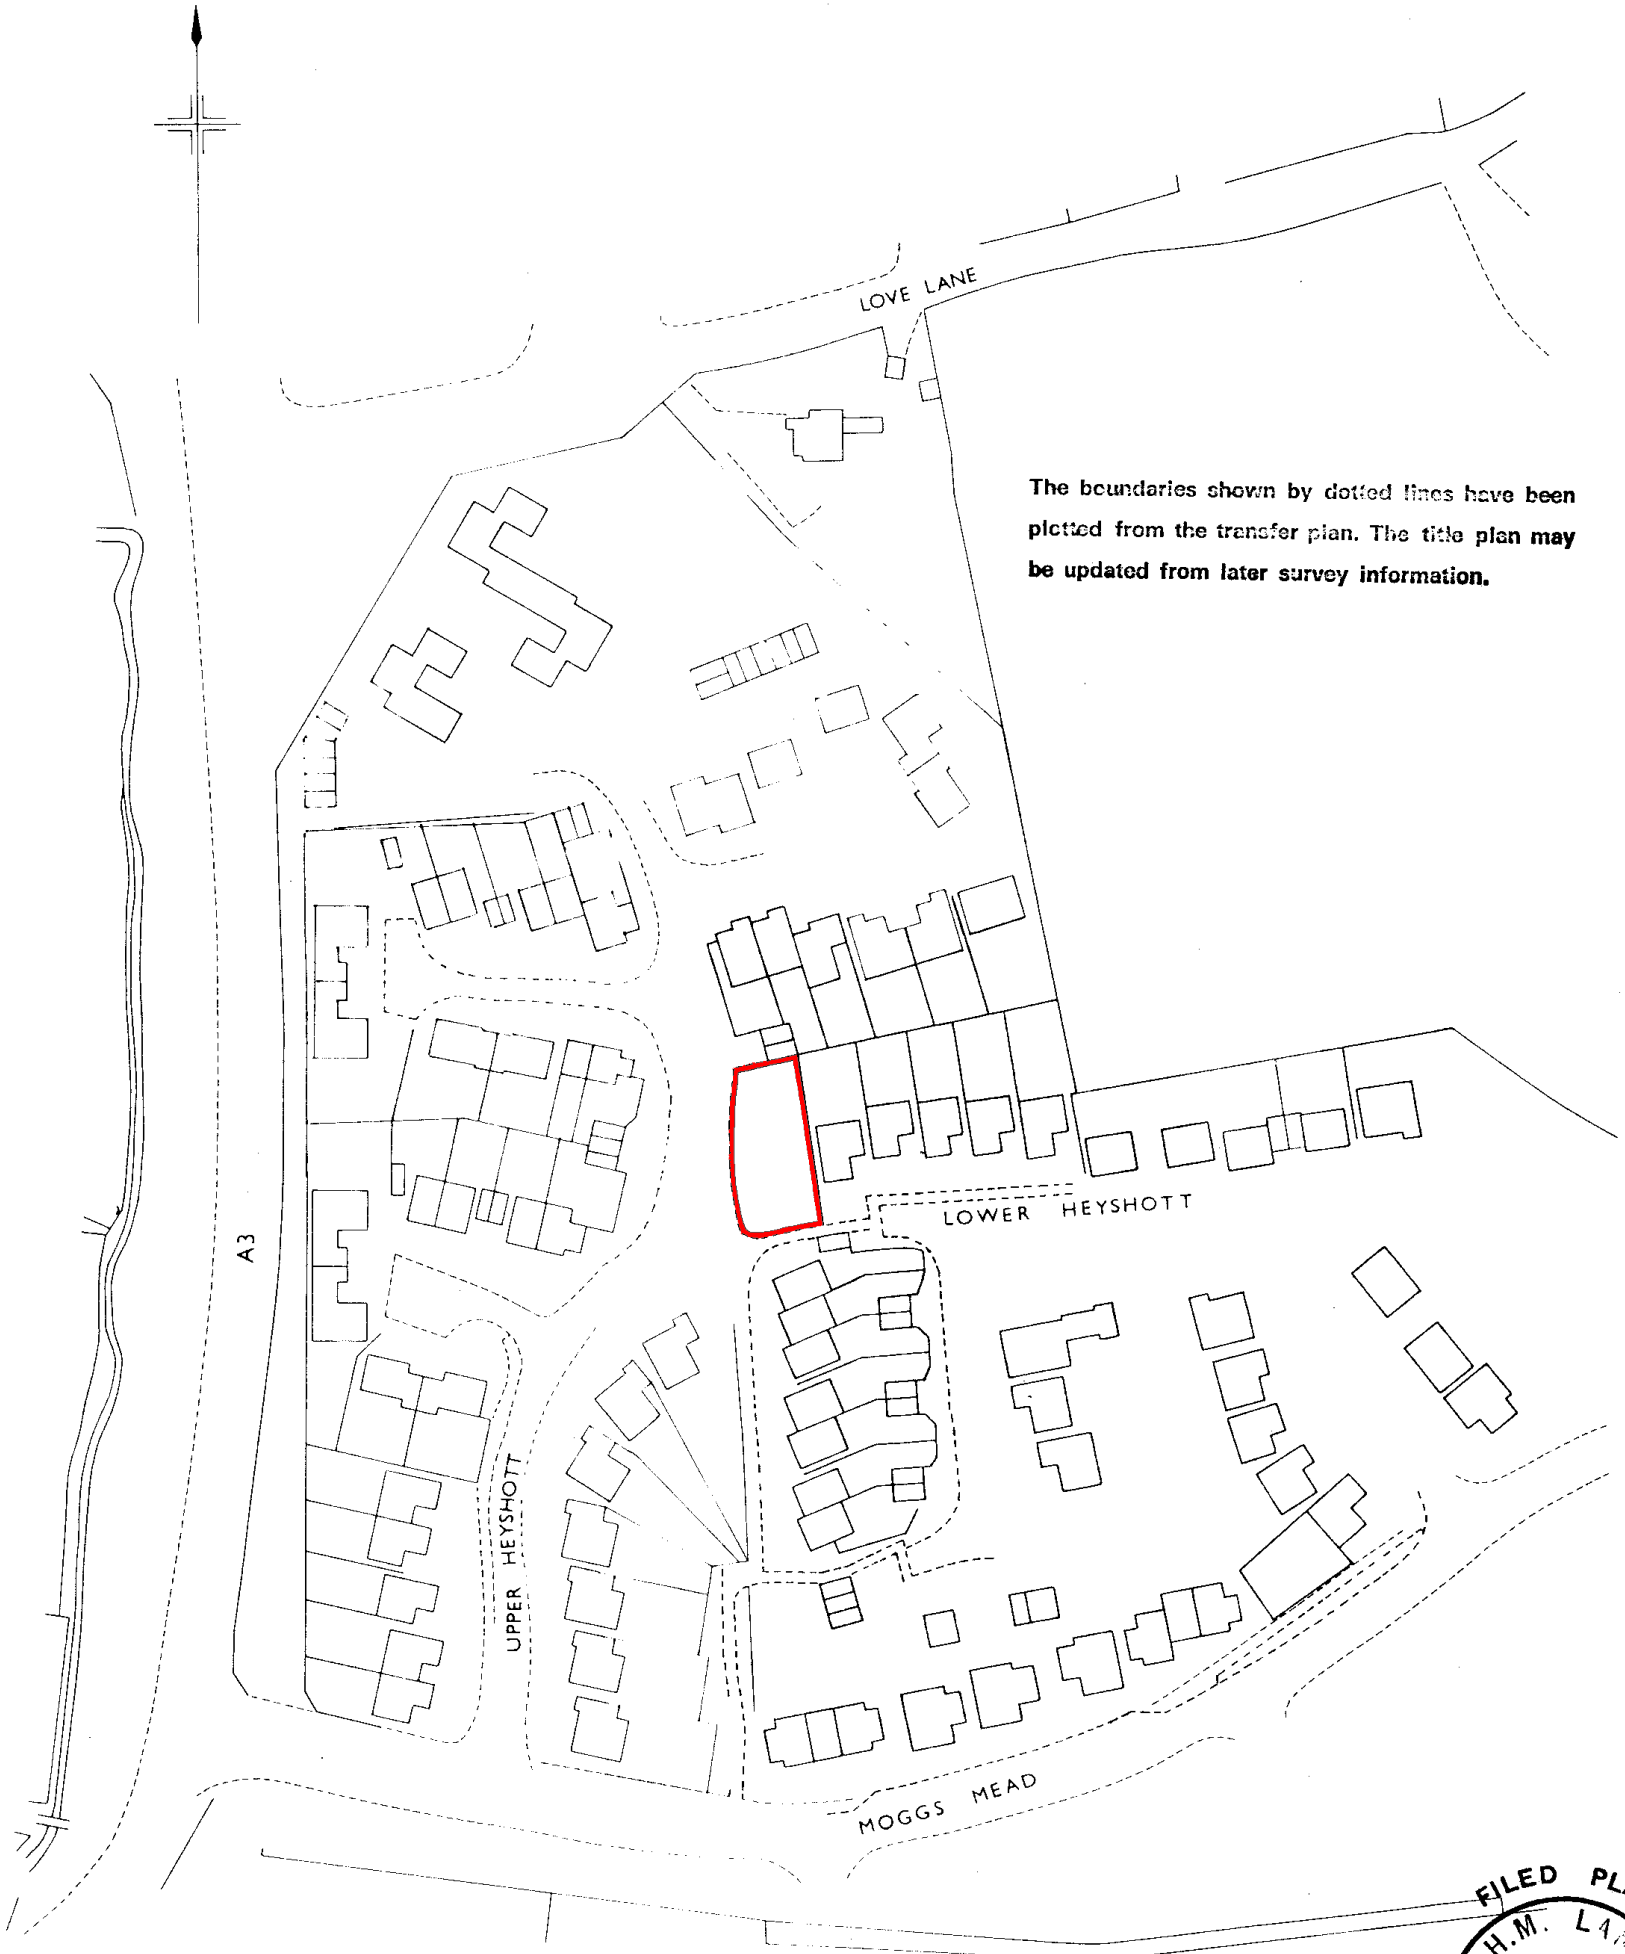 LOVE LANE
The boundaries shown by dotted lines have been
plotted from the transfer plan. The title plan may
be updated from later survey information.
A3
LOWER HEYSHOTT
UPPER HEYSHOTT
MOGGS MEAD
FILED
H.M.